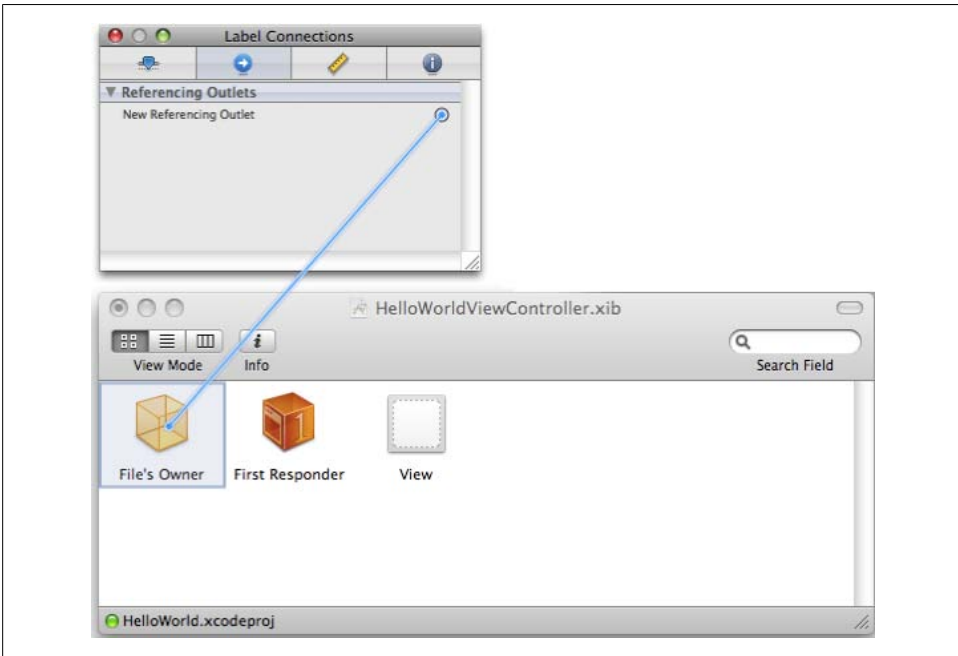 Label Connections
Referencing Outlets
New Referencing Outlet
HelloWorldViewController.xib
View Mode
Info
Search Field
1
File's Owner
First Responder
View
HelloWorld.xcodeproj